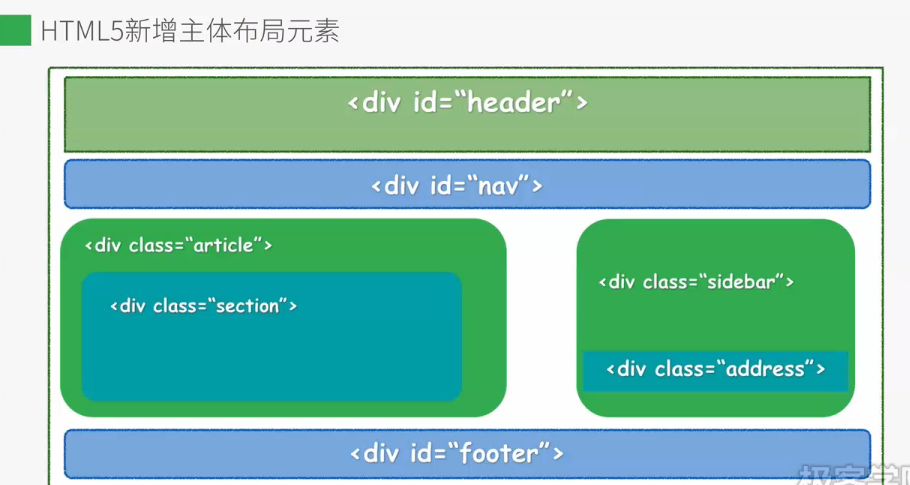 HTML5新增主体布局元素
<div id=“header”>
<div id=“nav”>
<div class=“article”>
<div class=“section”>
<div class=“sidebar”>
<div class=“address”>
<div id=“footer”>